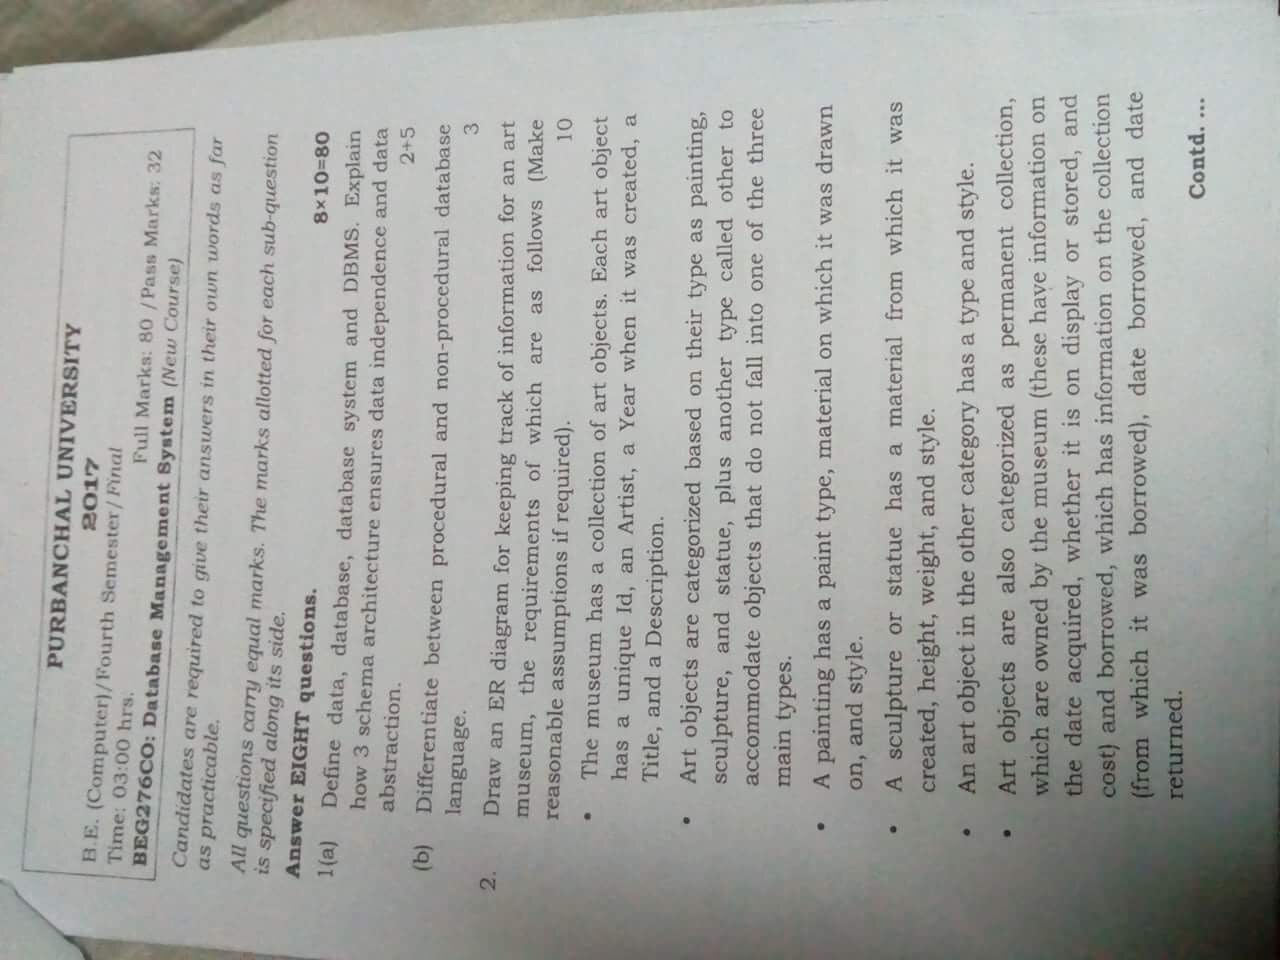 PURBANCHAL UNIVERSITY
2017
B.E. (Computer)/Fourth Semester/Final
Time: 03:00 hrs. Full Marks: 80 /Pass Marks: 32
BEG276CO: Database Management System (New Course)
Candidates are required to give their answers in their own words as far
as practicable.
All questions carry equal marks. The marks allotted for each sub-question
is specified along its side.
Answer EIGHT questions. 8×10=80
1(a) Define data, database, database system and DBMS. Explain
how 3 schema architecture ensures data independence and data
abstraction. 2+5
(b) Differentiate between procedural and non-procedural database
language. 3
2. Draw an ER diagram for keeping track of information for an art
museum, the requirements of which are as follows (Make
reasonable assumptions if required). 10
• The museum has a collection of art objects. Each art object
has a unique Id, an Artist, a Year when it was created, a
Title, and a Description.
• Art objects are categorized based on their type as painting,
sculpture, and statue, plus another type called other to
accommodate objects that do not fall into one of the three
main types.
• A painting has a paint type, material on which it was drawn
on, and style.
• A sculpture or statue has a material from which it was
created, height, weight, and style.
• An art object in the other category has a type and style.
• Art objects are also categorized as permanent collection,
which are owned by the museum (these have information on
the date acquired, whether it is on display or stored, and
cost) and borrowed, which has information on the collection
(from which it was borrowed), date borrowed, and date
returned.
Contd. ...